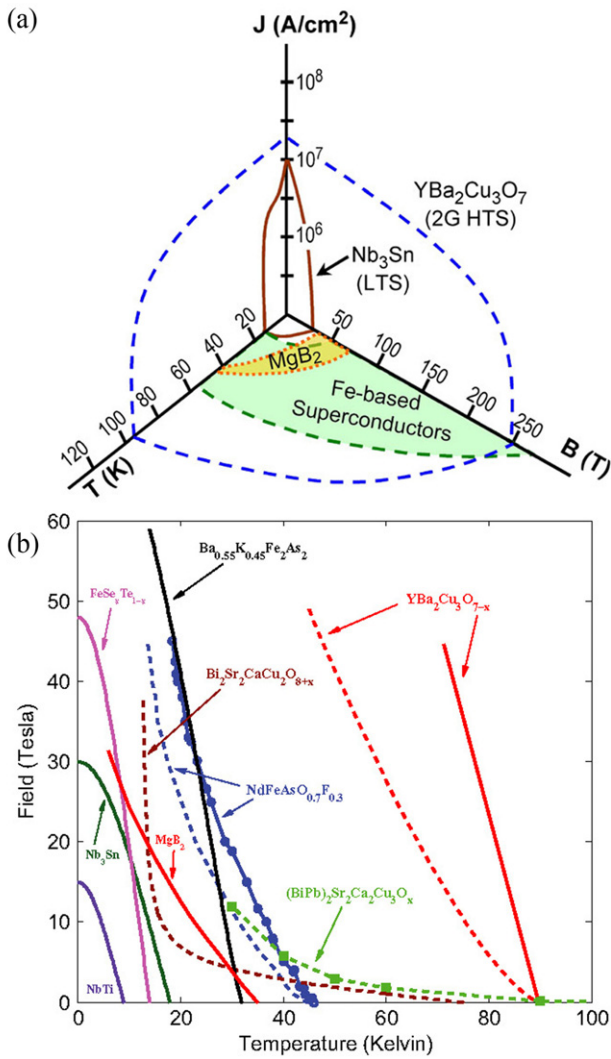 (a)
J (A/cm²)
10⁸
10⁷
10⁶
YBa₂Cu₃O₇
(2G HTS)
Nb₃Sn
(LTS)
20
40
60
80
100
120
T (K)
50
100
150
200
250
B (T)
MgB₂
Fe-based
Superconductors
(b)
60
50
40
30
20
10
0
Field (Tesla)
Ba₀.₅₅K₀.₄₅Fe₂As₂
FeSeₓTe₁₋ₓ
YBa₂Cu₃O₇₋ₓ
Bi₂Sr₂CaCu₂O₈₊ₓ
NdFeAsO₀.₇F₀.₃
Nb₃Sn
MgB₂
(BiPb)₂Sr₂Ca₂Cu₃Oₓ
NbTi
0 20 40 60 80 100
Temperature (Kelvin)